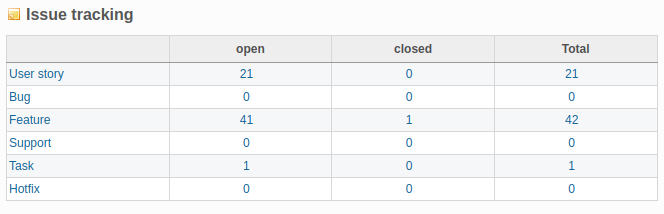 Issue tracking
open closed Total
User story 21 0 21
Bug 0 0 0
Feature 41 1 42
Support 0 0 0
Task 1 0 1
Hotfix 0 0 0